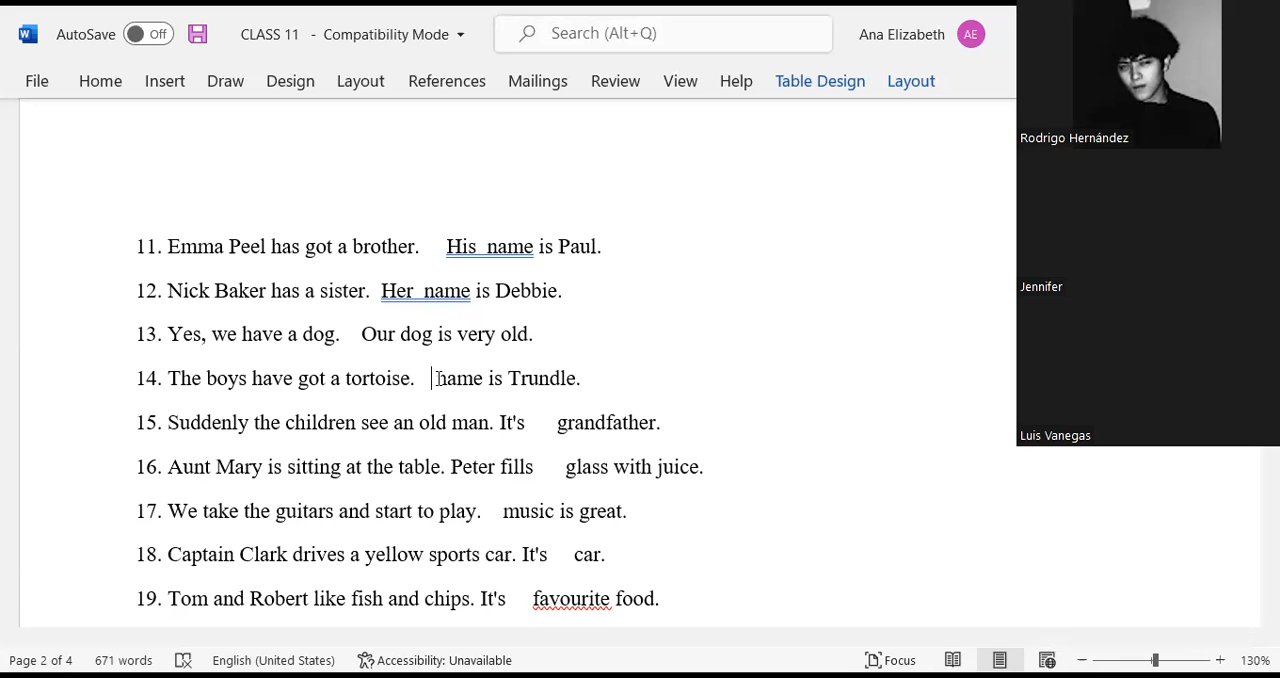 AutoSave Off CLASS 11 - Compatibility Mode Search (Alt+Q) Ana Elizabeth AE
File Home Insert Draw Design Layout References Mailings Review View Help Table Design Layout
Rodrigo Hernández
11. Emma Peel has got a brother. His name is Paul.
12. Nick Baker has a sister. Her name is Debbie.
Jennifer
13. Yes, we have a dog. Our dog is very old.
14. The boys have got a tortoise. name is Trundle.
15. Suddenly the children see an old man. It's grandfather.
Luis Vanegas
16. Aunt Mary is sitting at the table. Peter fills glass with juice.
17. We take the guitars and start to play. music is great.
18. Captain Clark drives a yellow sports car. It's car.
19. Tom and Robert like fish and chips. It's favourite food.
Page 2 of 4 671 words English (United States) Accessibility: Unavailable Focus 130%